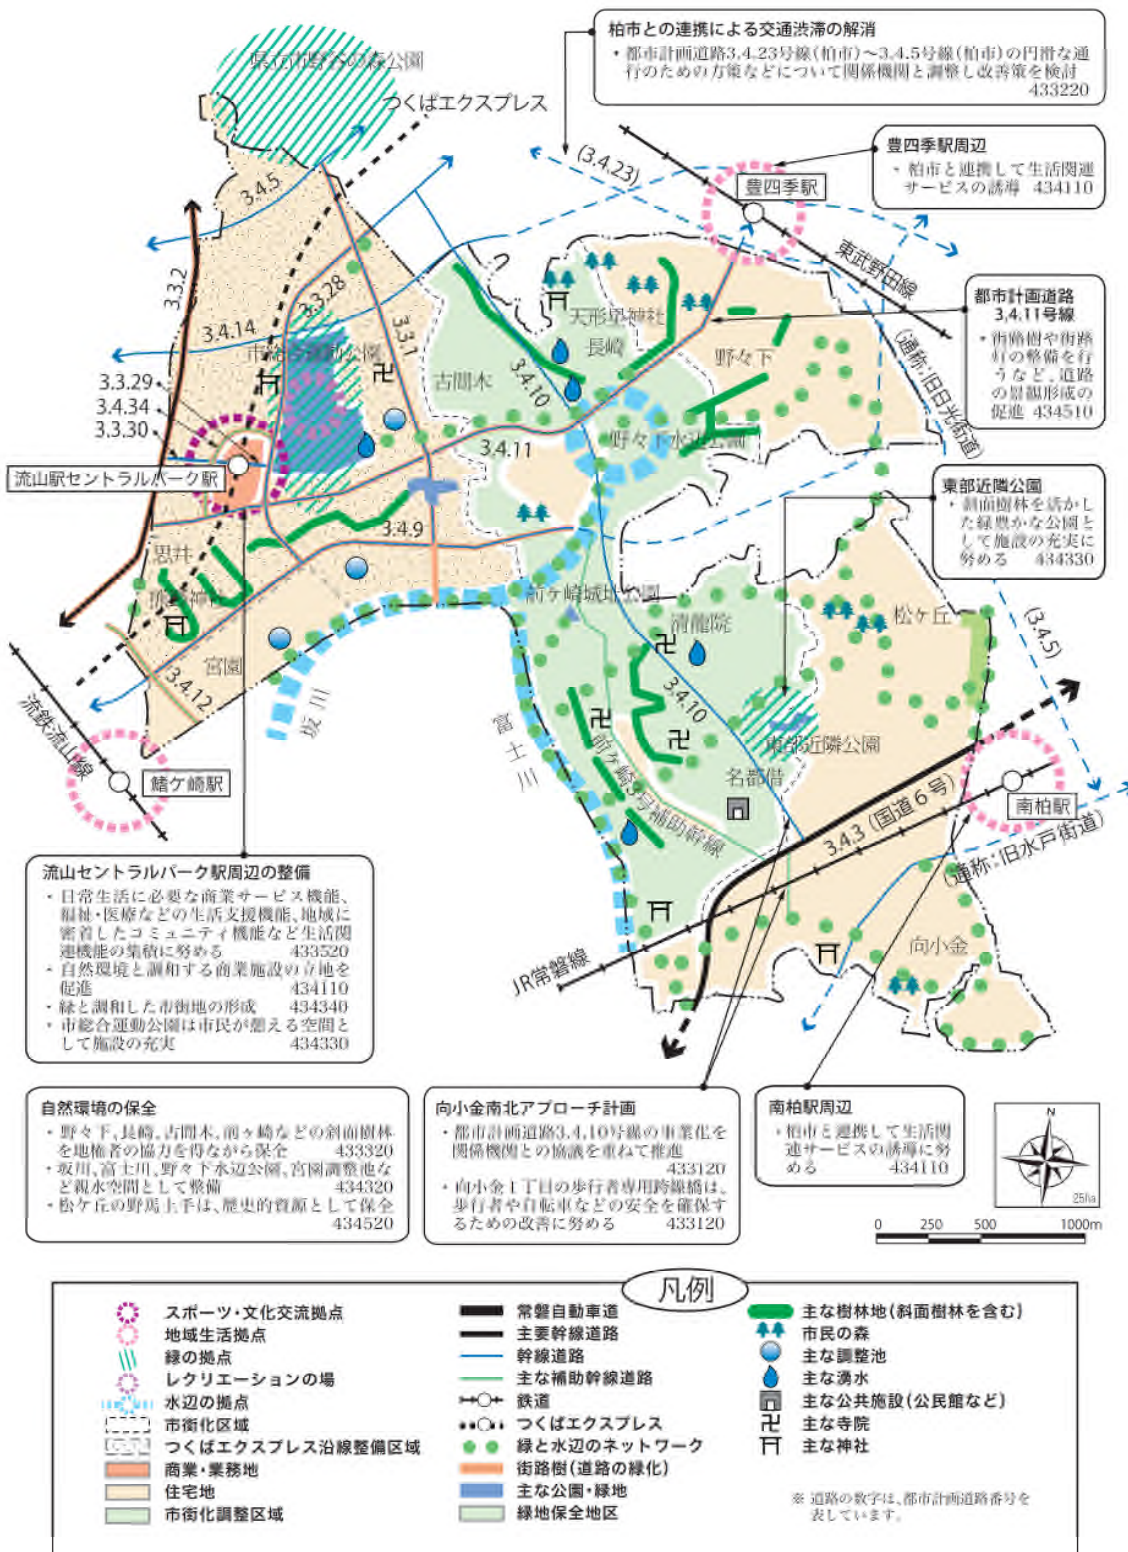 柏市との連携による交通渋滞の解消
・都市計画道路3.4.23号線(柏市)～3.4.5号線(柏市)の円滑な通
行のための方策などについて関係機関と調整し改善策を検討
433220
県立市野谷の森公園
つくばエクスプレス
(3.4.23)
豊四季駅
豊四季駅周辺
・柏市と連携して生活関連
サービスの誘導 434110
東武野田線
(通称:旧日光街道)
都市計画道路
3,4.11号線
・街路樹や街路
灯の整備を行
うなど、道路
の景観形成の
促進 434510
3.4.5
3.3.2
3.3.28
3.4.14
3.3.1
市総合運動公園
3.3.29
3.4.34
3.3.30
流山駅セントラルパーク駅
天形星神社
長崎
古間木
3.4.10
野々下
野々下水辺公園
3.4.11
3.4.9
東部近隣公園
・斜面樹林を活かし
た緑豊かな公園と
して施設の充実に
努める 434330
思井
熊野神社
宮園
3.4.12
前ヶ崎城址公園
清龍院
松ケ丘
(3.4.5)
流鉄流山線
鰭ケ崎駅
坂川
富士川
3.4.10
前ヶ崎3号補助幹線
東部近隣公園
名都借
南柏駅
3.4.3 (国道6号)
(通称:旧水戸街道)
JR常磐線
向小金
流山セントラルパーク駅周辺の整備
・日常生活に必要な商業サービス機能、
福祉・医療などの生活支援機能、地域に
密着したコミュニティ機能など生活関
連機能の集積に努める 433520
・自然環境と調和する商業施設の立地を
促進 434110
・緑と調和した市街地の形成 434340
・市総合運動公園は市民が憩える空間と
して施設の充実 434330
自然環境の保全
・野々下、長崎、古間木、前ヶ崎などの斜面樹林
を地権者の協力を得ながら保全 433320
・坂川、富士川、野々下水辺公園、宮園調整池な
ど親水空間として整備 434320
・松ケ丘の野馬土手は、歴史的資源として保全
434520
向小金南北アプローチ計画
・都市計画道路3.4.10号線の事業化を
関係機関との協議を重ねて推進
433120
・向小金1丁目の歩行者専用跨線橋は、
歩行者や自転車などの安全を確保す
るための改善に努める 433120
南柏駅周辺
・柏市と連携して生活関
連サービスの誘導に努
める 434110
N
25ha
0 250 500 1000m
凡例
スポーツ・文化交流拠点
地域生活拠点
緑の拠点
レクリエーションの場
水辺の拠点
市街化区域
つくばエクスプレス沿線整備区域
商業・業務地
住宅地
市街化調整区域
常磐自動車道
主要幹線道路
幹線道路
主な補助幹線道路
鉄道
つくばエクスプレス
緑と水辺のネットワーク
街路樹(道路の緑化)
主な公園・緑地
緑地保全地区
主な樹林地(斜面樹林を含む)
市民の森
主な調整池
主な湧水
主な公共施設(公民館など)
主な寺院
主な神社
※ 道路の数字は、都市計画道路番号を
表しています。